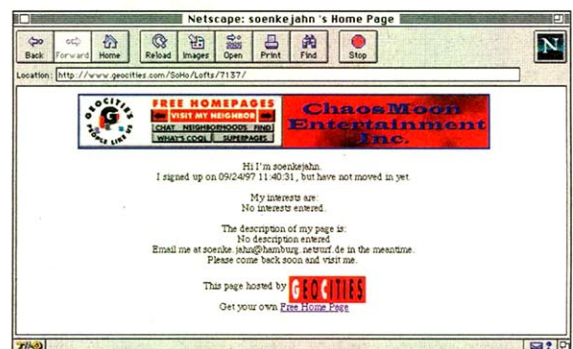 Netscape: soenkejahn 's Home Page
Back Forward Home Reload Images Open Print Find Stop
N
Location: http://www.geocities.com/SoHo/Lofts/7137/
GEOCITIES
G
PEOPLE LIKE US
FREE HOMEPAGES
VISIT MY NEIGHBOR
CHAT NEIGHBORHOODS FIND
WHAT'S COOL SUPERPAGES
ChaosMoon
Entertainment
Inc.
Hi I'm soenkejahn.
I signed up on 09/24/97 11:40:31, but have not moved in yet.
My interests are:
No interests entered.
The description of my page is:
No description entered
Email me at soenke.jahn@hamburg.netsurf.de in the meantime.
Please come back soon and visit me.
This page hosted by GEOCITIES
Get your own Free Home Page